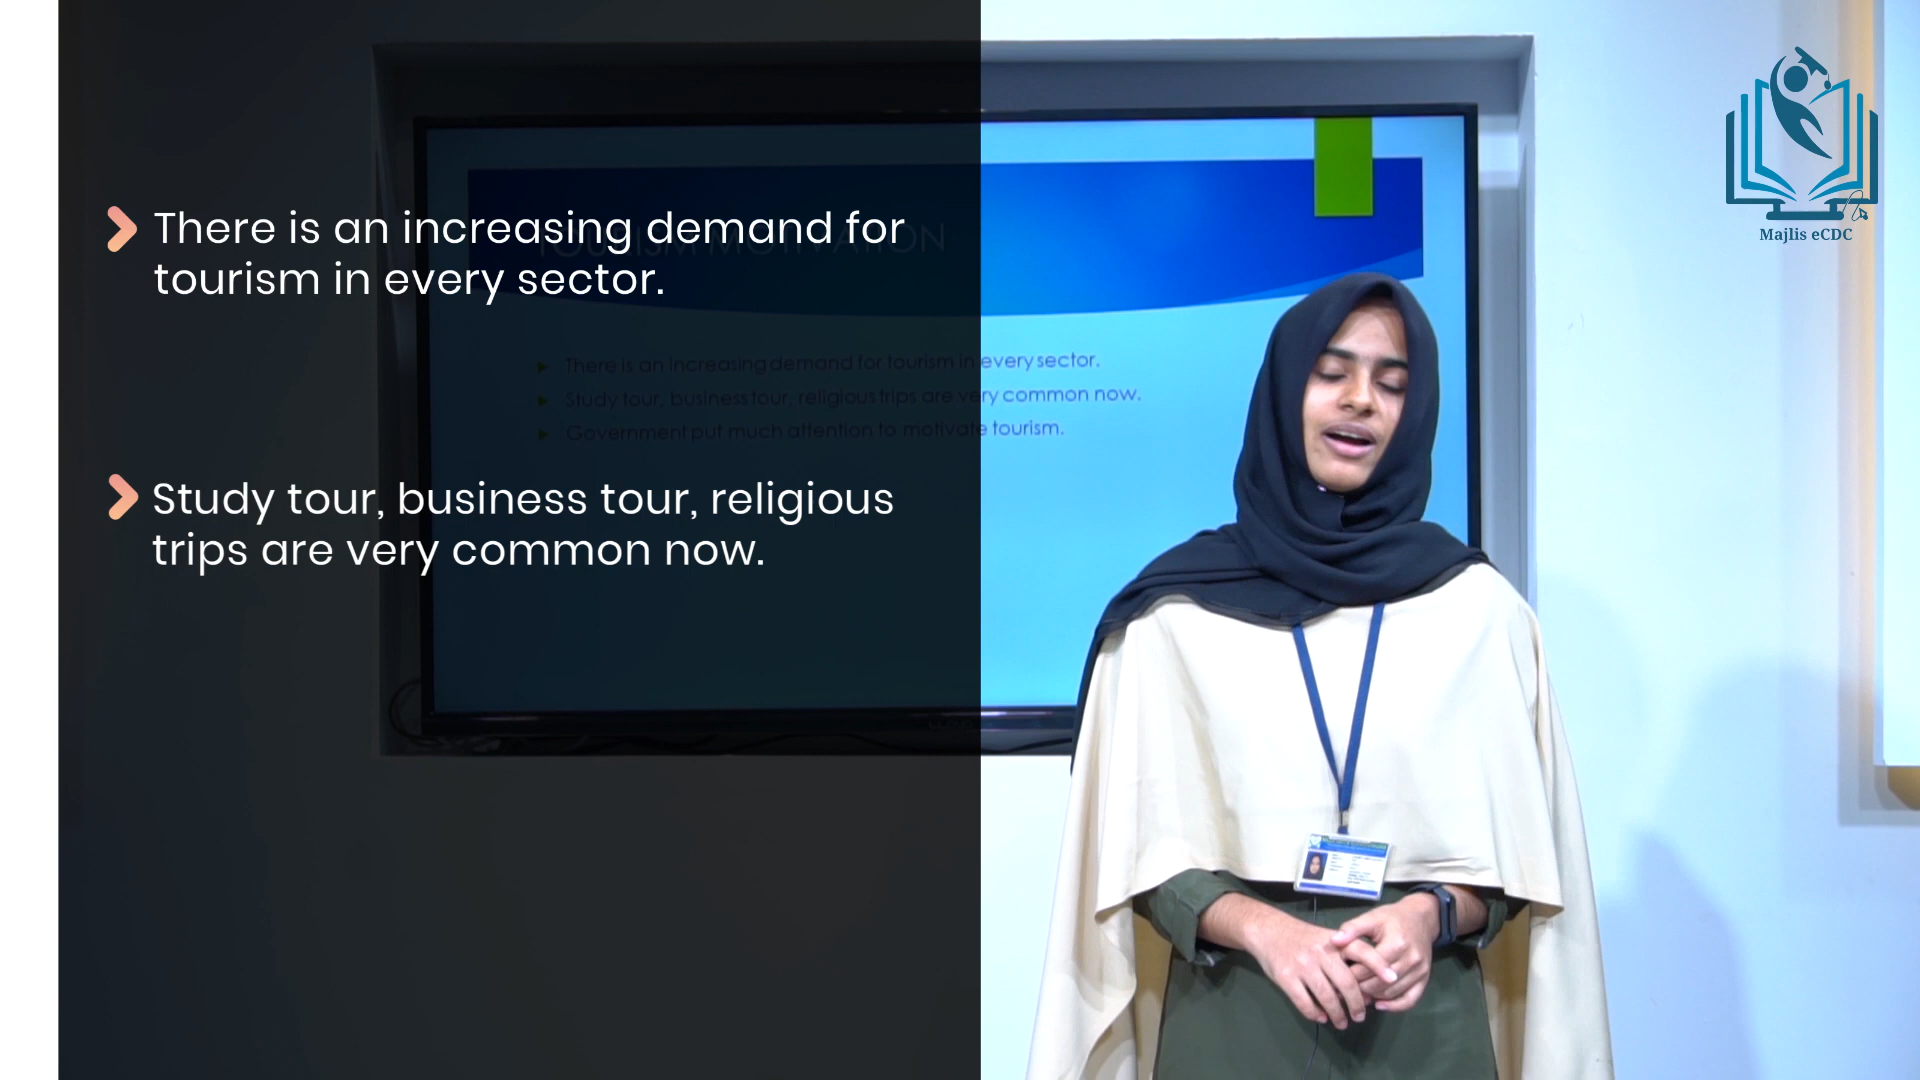 There is an increasing demand for
tourism in every sector.
Study tour, business tour, religious
trips are very common now.
TOURISM MOTIVATION
There is an increasing demand for tourism in every sector.
Study tour, business tour, religious trips are very common now.
Government put much attention to motivate tourism.
Majlis eCDC